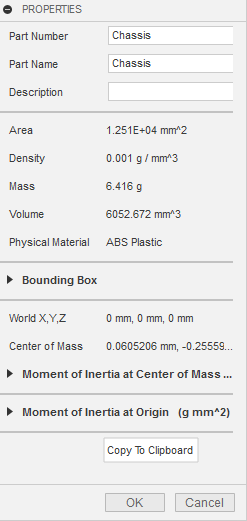 PROPERTIES
Part Number Chassis
Part Name Chassis
Description
Area 1.251E+04 mm^2
Density 0.001 g / mm^3
Mass 6.416 g
Volume 6052.672 mm^3
Physical Material ABS Plastic
Bounding Box
World X,Y,Z 0 mm, 0 mm, 0 mm
Center of Mass 0.0605206 mm, -0.25559...
Moment of Inertia at Center of Mass ...
Moment of Inertia at Origin (g mm^2)
Copy To Clipboard
OK Cancel